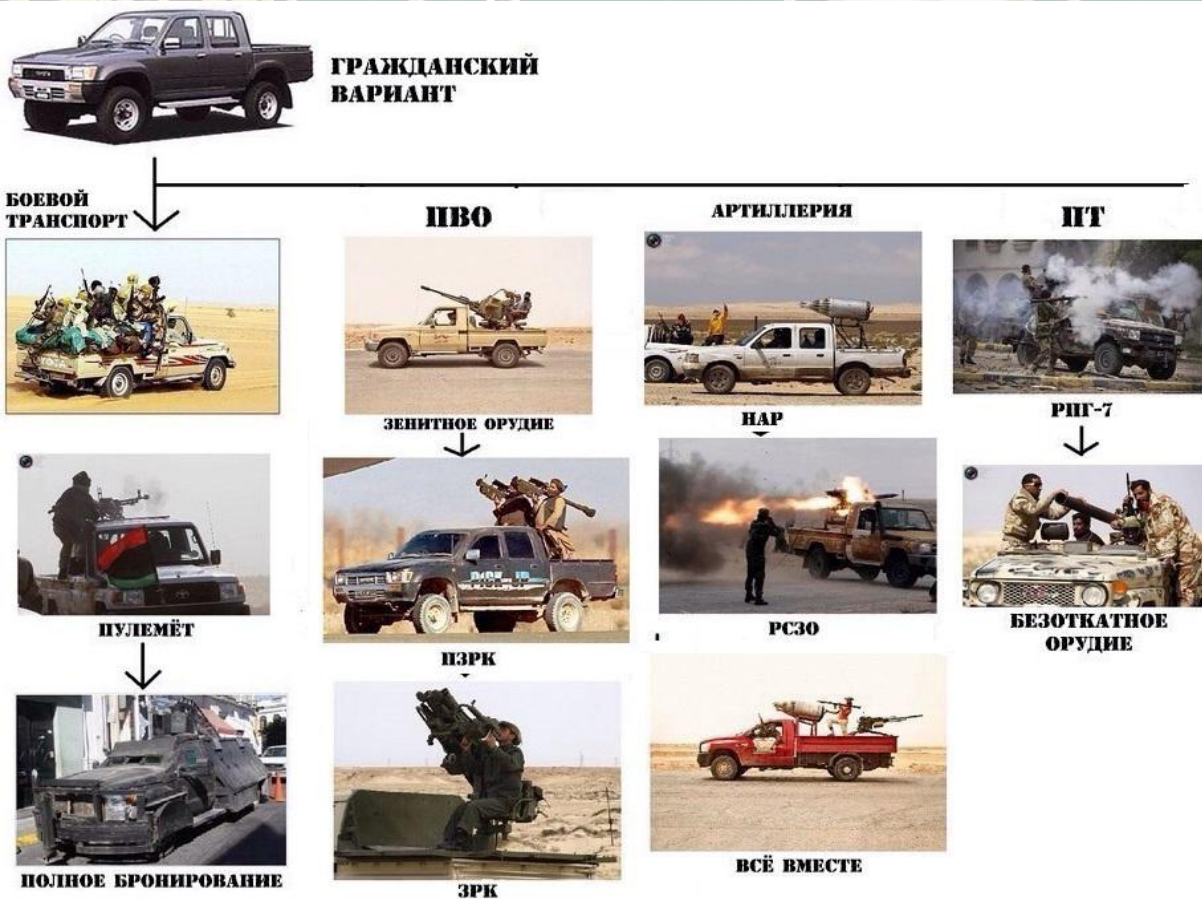 ГРАЖДАНСКИЙ
ВАРИАНТ
БОЕВОЙ
ТРАНСПОРТ
ПВО
АРТИЛЛЕРИЯ
ПТ
ЗЕНИТНОЕ ОРУДИЕ
НАР
РПГ-7
ПУЛЕМЁТ
ПЗРК
РСЗО
БЕЗОТКАТНОЕ
ОРУДИЕ
ПОЛНОЕ БРОНИРОВАНИЕ
ЗРК
ВСЁ ВМЕСТЕ